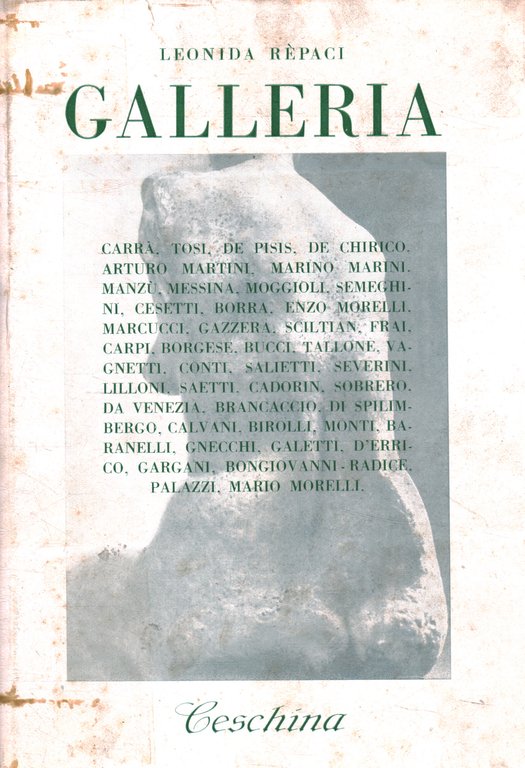 LEONIDA RÈPACI
GALLERIA
CARRÀ, TOSI, DE PISIS, DE CHIRICO,
ARTURO MARTINI, MARINO MARINI,
MANZÙ, MESSINA, MOGGIOLI, SEMEGHI-
NI, CESETTI, BORRA, ENZO MORELLI,
MARCUCCI, GAZZERA, SCILTIAN, FRAI,
CARPI, BORGESE, BUCCI, TALLONE, VA-
GNETTI, CONTI, SALIETTI, SEVERINI,
LILLONI, SAETTI, CADORIN, SOBRERO,
DA VENEZIA, BRANCACCIO, DI SPILIM-
BERGO, CALVANI, BIROLLI, MONTI, BA-
RANELLI, GNECCHI, GALETTI, D'ERRI-
CO, GARGANI, BONGIOVANNI-RADICE,
PALAZZI, MARIO MORELLI.
Ceschina